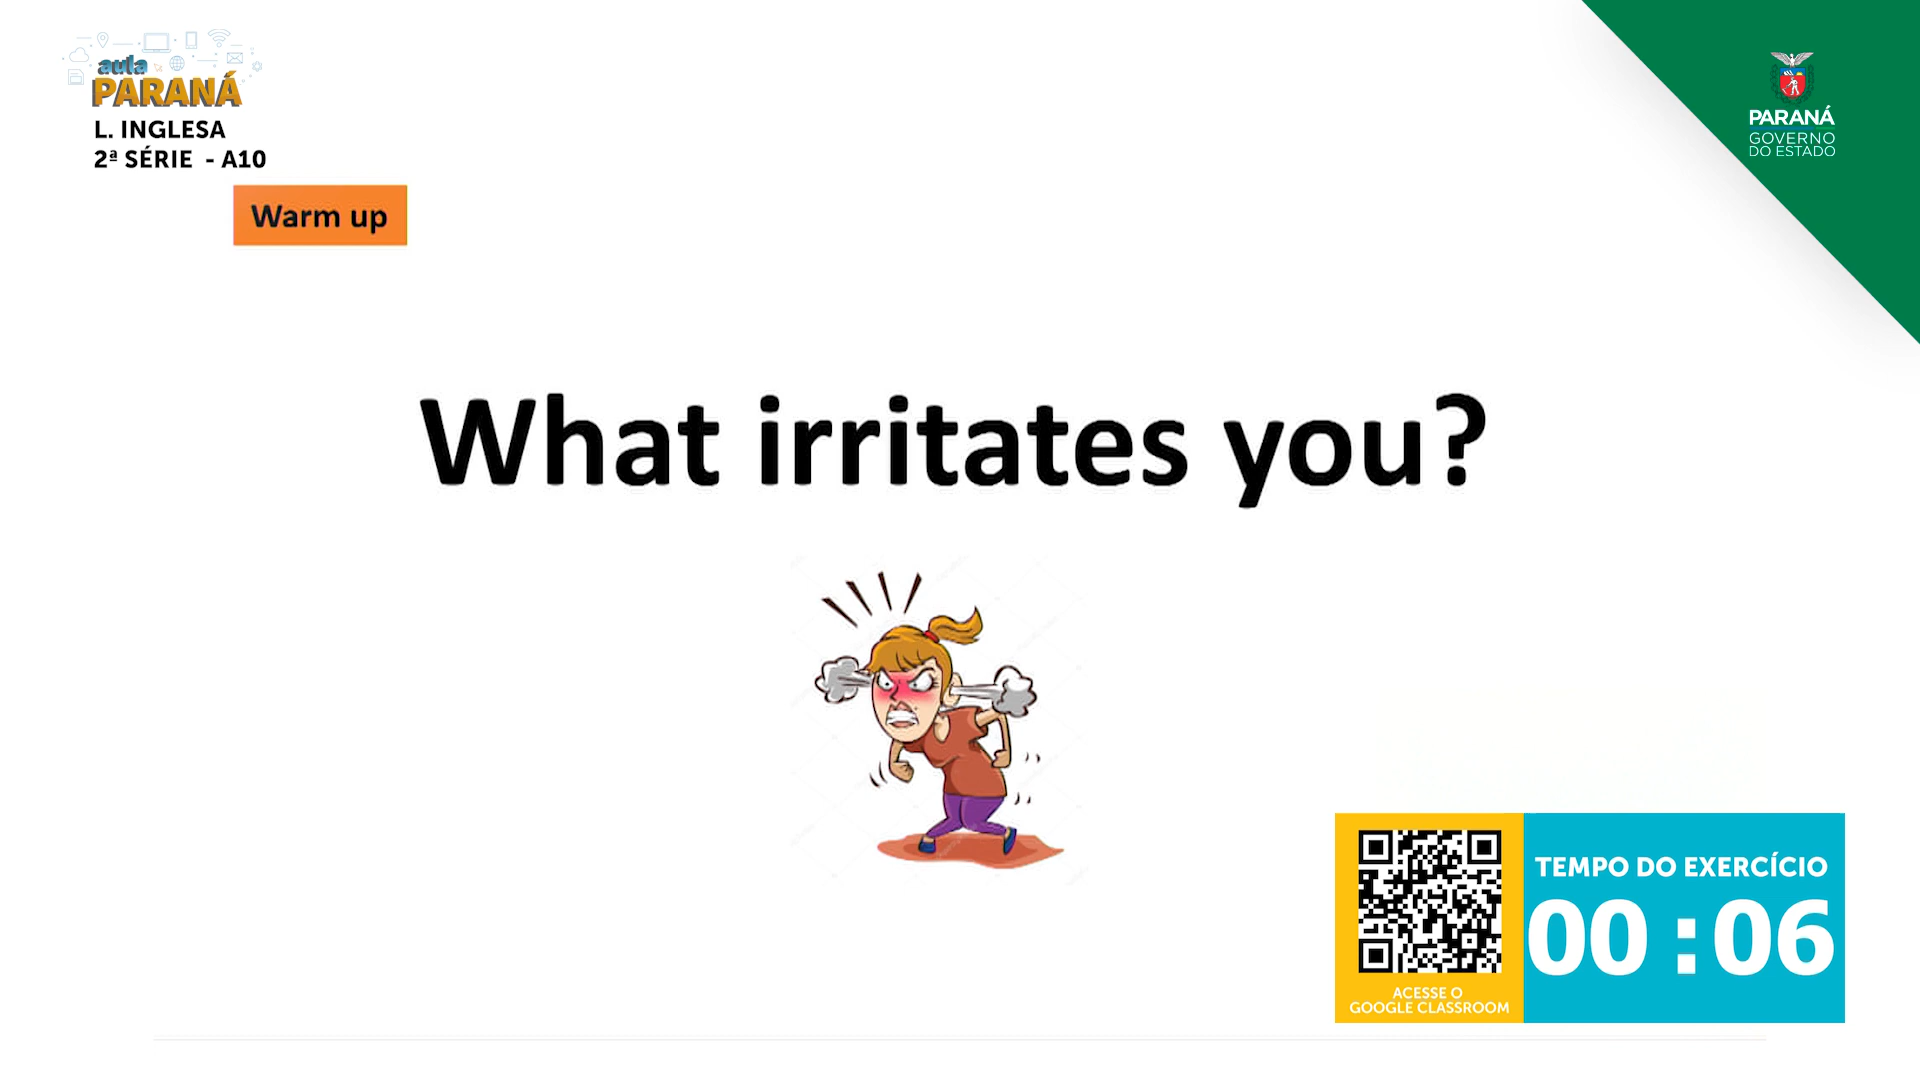 aula
PARANÁ
L. INGLESA
2ª SÉRIE - A10
PARANÁ
GOVERNO
DO ESTADO
Warm up
What irritates you?
TEMPO DO EXERCÍCIO
00:06
ACESSE O
GOOGLE CLASSROOM